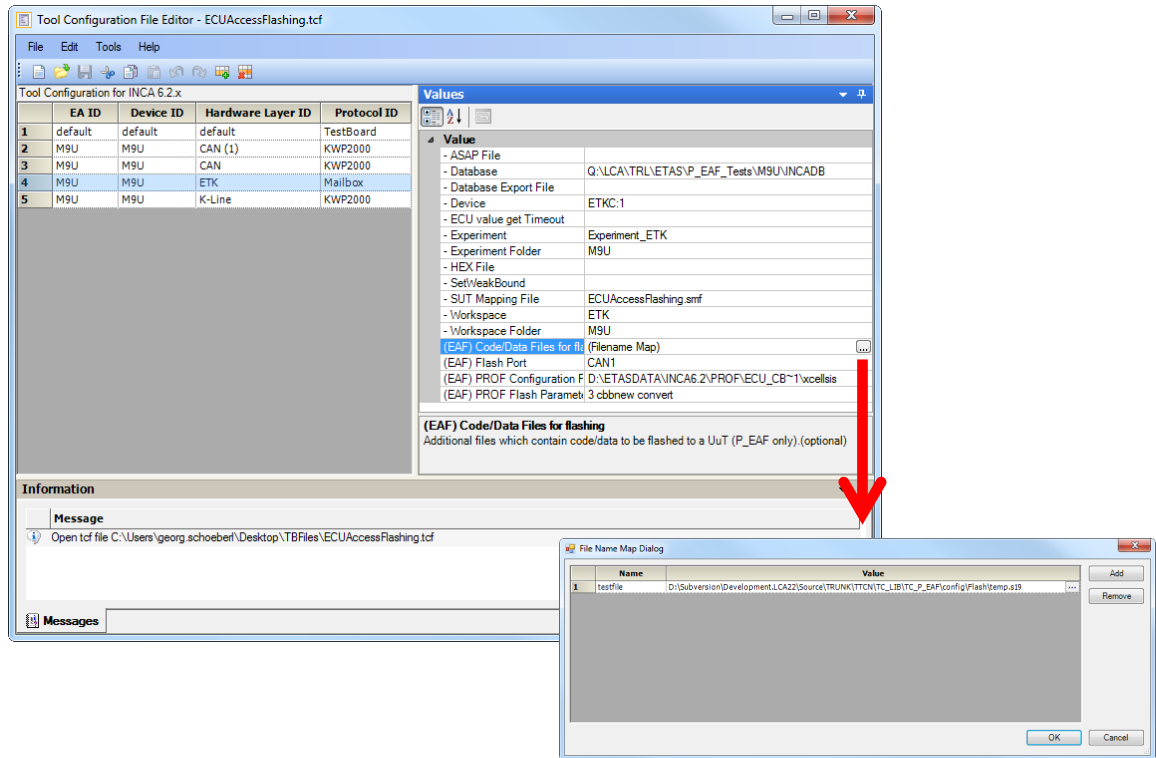 Tool Configuration File Editor - ECUAccessFlashing.tcf
File Edit Tools Help
Tool Configuration for INCA 6.2.x
EA ID Device ID Hardware Layer ID Protocol ID
1 default default default TestBoard
2 M9U M9U CAN (1) KWP2000
3 M9U M9U CAN KWP2000
4 M9U M9U ETK Mailbox
5 M9U M9U K-Line KWP2000
Values
Value
- ASAP File
- Database Q:\LCA\TRL\ETAS\P_EAF_Tests\M9U\INCADB
- Database Export File
- Device ETKC:1
- ECU value get Timeout
- Experiment Experiment_ETK
- Experiment Folder M9U
- HEX File
- SetWeakBound
- SUT Mapping File ECUAccessFlashing.smf
- Workspace ETK
- Workspace Folder M9U
(EAF) Code/Data Files for fla (Filename Map) ...
(EAF) Flash Port CAN1
(EAF) PROF Configuration F D:\ETASDATA\INCA6.2\PROF\ECU_CB~1\xcellsis
(EAF) PROF Flash Paramete 3 cbbnew convert
(EAF) Code/Data Files for flashing
Additional files which contain code/data to be flashed to a UuT (P_EAF only).(optional)
Information
Message
Open tcf file C:\Users\georg.schoeberl\Desktop\TBFiles\ECUAccessFlashing.tcf
Messages
File Name Map Dialog
Name Value
1 testfile D:\Subversion\Development.LCA22\Source\TRUNK\TTCN\TC_LIB\TC_P_EAF\config\Flash\temp.s19 ...
Add
Remove
OK Cancel